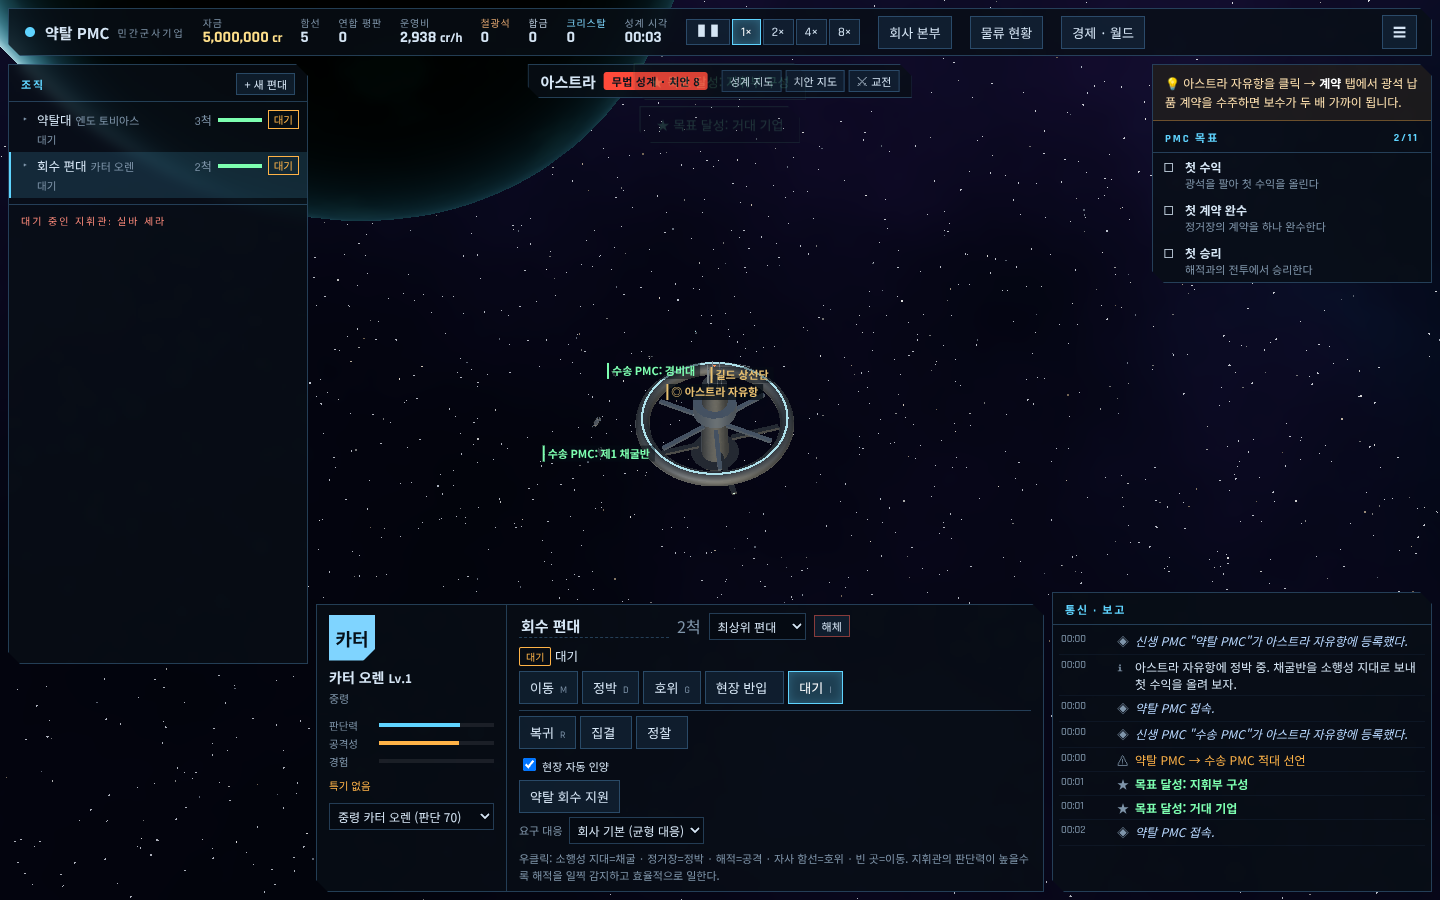 약탈 PMC 민간군사기업
자금 5,000,000 cr
함선 5
연합 평판 0
운영비 2,938 cr/h
철광석 0
합금 0
크리스탈 0
성계 시각 00:03
1× 2× 4× 8×
회사 본부
물류 현황
경제 · 월드
조직
+ 새 편대
약탈대 엔도 토비아스 3척 대기
대기
회수 편대 카터 오렌 2척 대기
대기
대기 중인 지휘관: 실바 세라
아스트라 무법 성계 · 치안 8 성계 지도 치안 지도 ⚔ 교전
★ 목표 달성: 거대 기업
💡 아스트라 자유항을 클릭 → 계약 탭에서 광석 납
품 계약을 수주하면 보수가 두 배 가까이 됩니다.
PMC 목표 2/11
첫 수익
광석을 팔아 첫 수익을 올린다
첫 계약 완수
정거장의 계약을 하나 완수한다
첫 승리
해적과의 전투에서 승리한다
수송 PMC: 경비대
길드 상선단
◎ 아스트라 자유항
수송 PMC: 제1 채굴반
카터
카터 오렌 Lv.1
중령
판단력
공격성
경험
특기 없음
중령 카터 오렌 (판단 70)
회수 편대 2척 최상위 편대 해체
대기 대기
이동 M 정박 D 호위 G 현장 반입 대기 I
복귀 R 집결 정찰
현장 자동 인양
약탈 회수 지원
요구 대응 회사 기본 (균형 대응)
우클릭: 소행성 지대=채굴 · 정거장=정박 · 해적=공격 · 자사 함선=호위 · 빈 곳=이동. 지휘관의 판단력이 높을수
록 해적을 일찍 감지하고 효율적으로 일한다.
통신 · 보고
00:00 ◈ 신생 PMC "약탈 PMC"가 아스트라 자유항에 등록했다.
00:00 ℹ 아스트라 자유항에 정박 중. 채굴반을 소행성 지대로 보내
첫 수익을 올려 보자.
00:00 ◈ 약탈 PMC 접속.
00:00 ◈ 신생 PMC "수송 PMC"가 아스트라 자유항에 등록했다.
00:00 ⚠ 약탈 PMC → 수송 PMC 적대 선언
00:01 ★ 목표 달성: 지휘부 구성
00:01 ★ 목표 달성: 거대 기업
00:02 ◈ 약탈 PMC 접속.